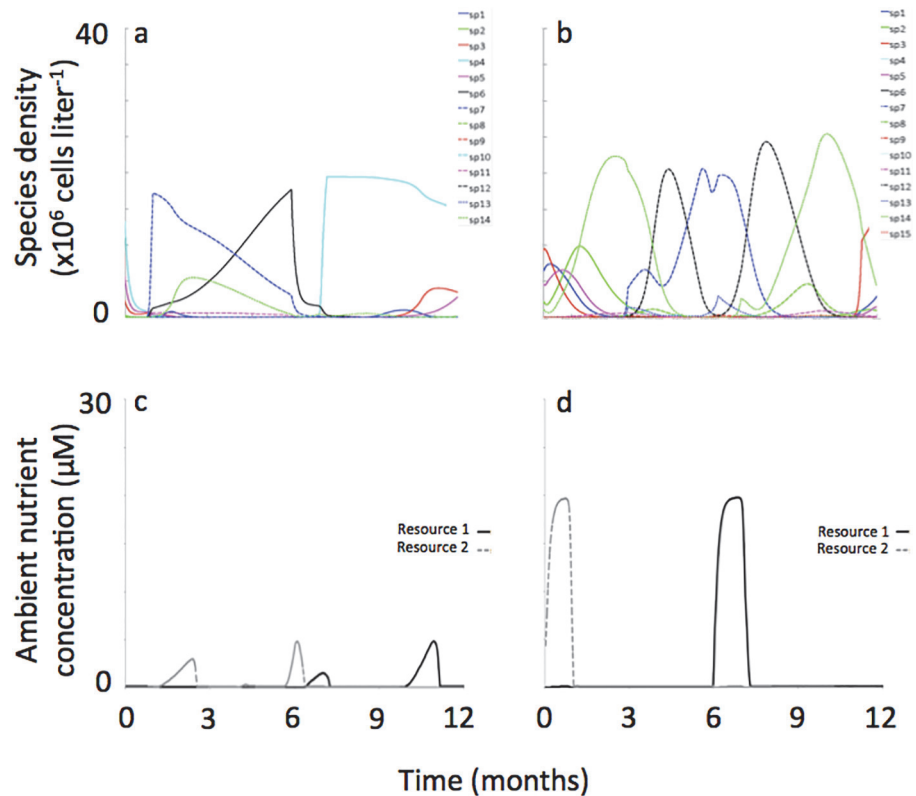 Species density
(x10⁶ cells liter⁻¹)
40
0
a
sp1
sp2
sp3
sp4
sp5
sp6
sp7
sp8
sp9
sp10
sp11
sp12
sp13
sp14
b
sp1
sp2
sp3
sp4
sp5
sp6
sp7
sp8
sp9
sp10
sp11
sp12
sp13
sp14
sp15
Ambient nutrient
concentration (µM)
30
0
c
Resource 1
Resource 2
0 3 6 9 12
d
Resource 1
Resource 2
0 3 6 9 12
Time (months)